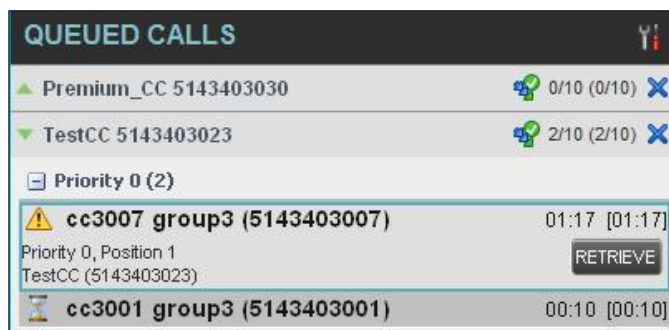 QUEUED CALLS
Premium_CC 5143403030 0/10 (0/10)
TestCC 5143403023 2/10 (2/10)
Priority 0 (2)
cc3007 group3 (5143403007) 01:17 [01:17]
Priority 0, Position 1
RETRIEVE
TestCC (5143403023)
cc3001 group3 (5143403001) 00:10 [00:10]